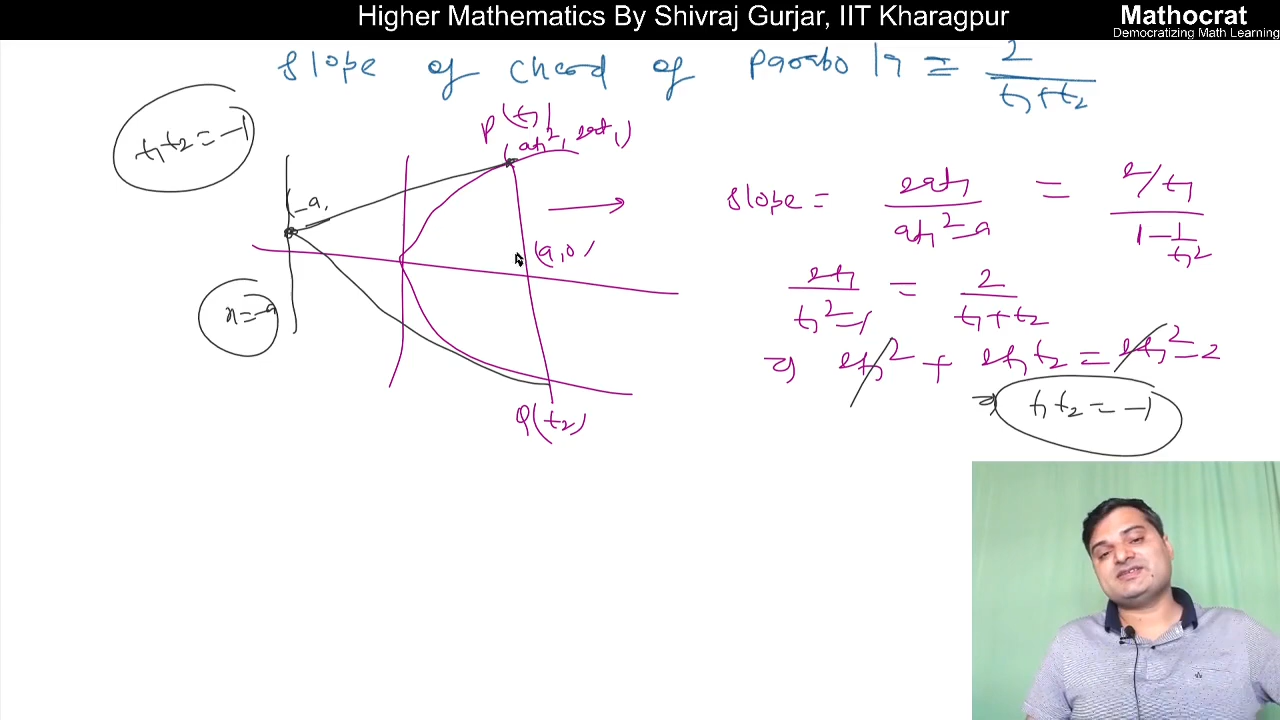 Higher Mathematics By Shivraj Gurjar, IIT Kharagpur
Mathocrat
Democratizing Math Learning
slope of chord of parabola = 2/(t₁+t₂)
t₁t₂ = -1
P(t₁)
(at₁², 2at₁)
(-a,
(a,0)
x=-a
Q(t₂)
slope = 2at₁/(at₁²-a) = 2/t₁/(1-1/t₁²)
2t₁/(t₁²-1) = 2/(t₁+t₂)
⇒ 2t₁² + 2t₁t₂ = 2t₁²-2
⇒ t₁t₂ = -1